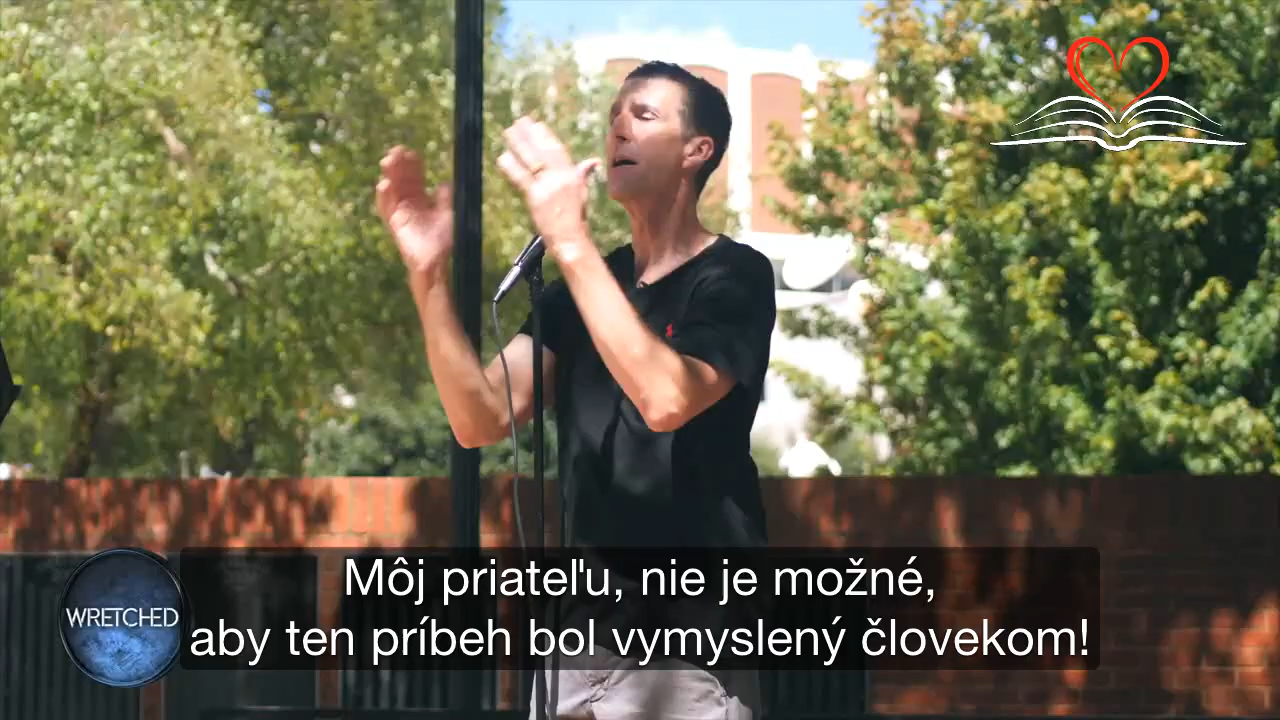 WRETCHED
Môj priateľu, nie je možné,
aby ten príbeh bol vymyslený človekom!